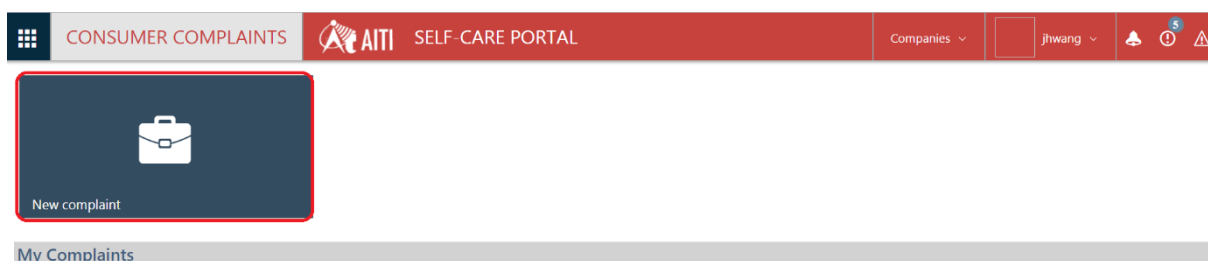 CONSUMER COMPLAINTS AITI SELF-CARE PORTAL Companies jhwang 5
New complaint
My Complaints